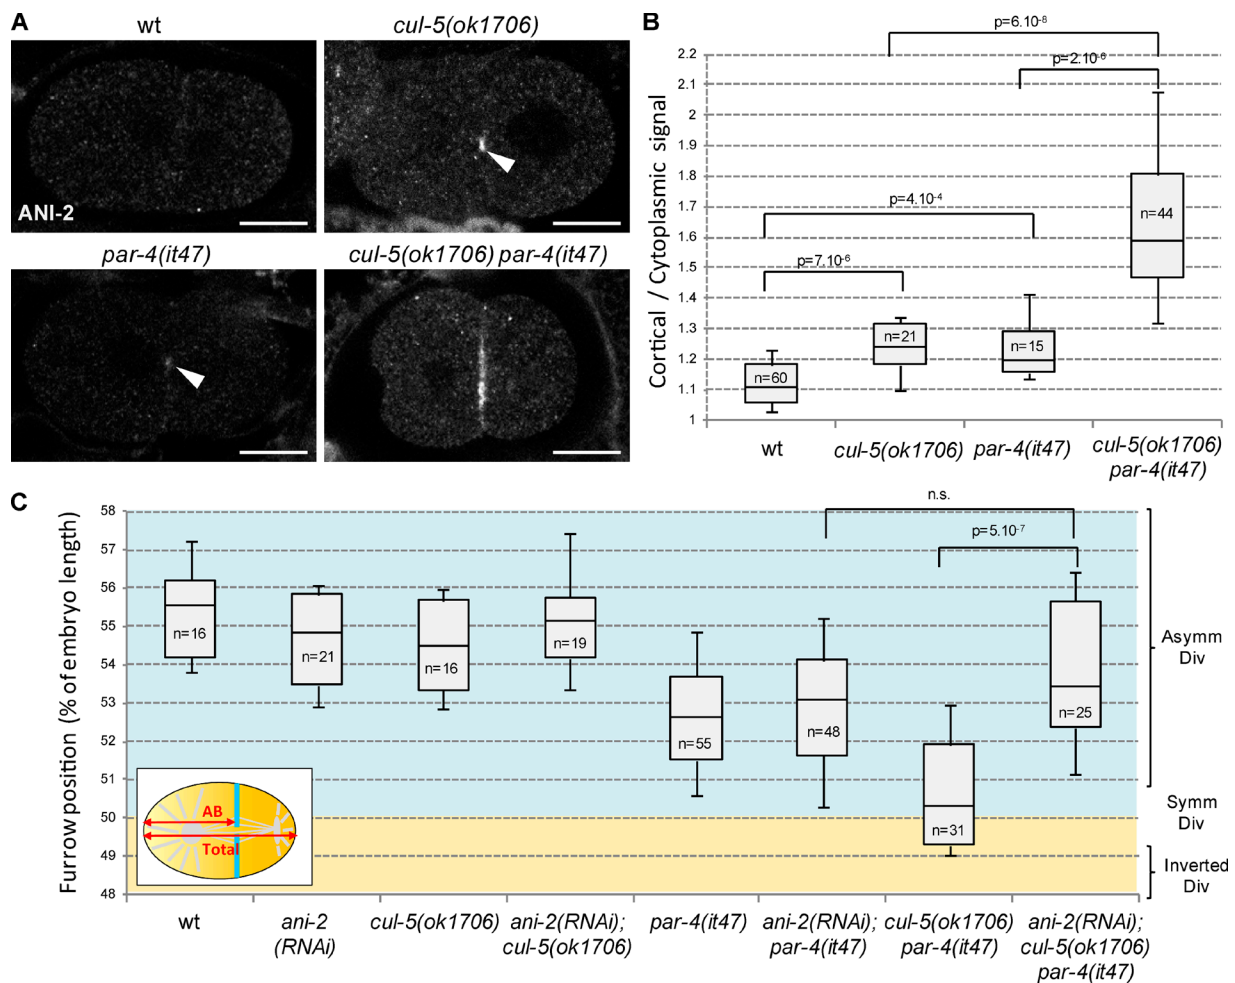 A
wt
cul-5(ok1706)
ANI-2
par-4(it47)
cul-5(ok1706) par-4(it47)
B
Cortical / Cytoplasmic signal
2.2
2.1
2
1.9
1.8
1.7
1.6
1.5
1.4
1.3
1.2
1.1
1
p=6.10-8
p=2.10-6
p=4.10-4
p=7.10-6
n=60
n=21
n=15
n=44
wt
cul-5(ok1706)
par-4(it47)
cul-5(ok1706)
par-4(it47)
C
Furrow position (% of embryo length)
58
57
56
55
54
53
52
51
50
49
48
n.s.
p=5.10-7
n=16
n=21
n=16
n=19
n=55
n=48
n=31
n=25
AB
Total
Asymm
Div
Symm
Div
Inverted
Div
wt
ani-2
(RNAi)
cul-5(ok1706)
ani-2(RNAi);
cul-5(ok1706)
par-4(it47)
ani-2(RNAi);
par-4(it47)
cul-5(ok1706)
par-4(it47)
ani-2(RNAi);
cul-5(ok1706)
par-4(it47)